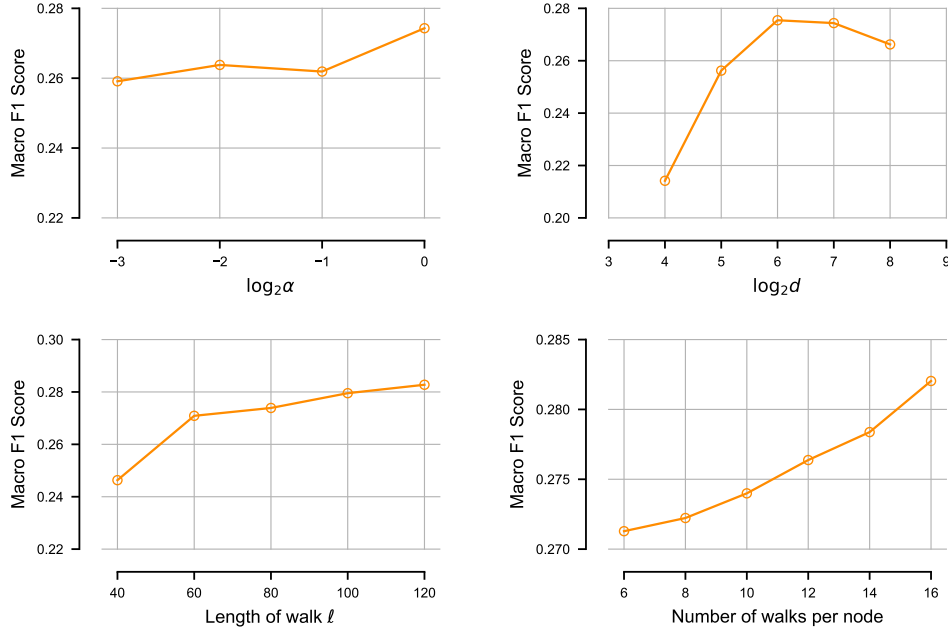 Macro F1 Score
0.28
0.26
0.24
0.22
−3 −2 −1 0
log₂α
Macro F1 Score
0.28
0.26
0.24
0.22
0.20
3 4 5 6 7 8 9
log₂d
Macro F1 Score
0.30
0.28
0.26
0.24
0.22
40 60 80 100 120
Length of walk ℓ
Macro F1 Score
0.285
0.280
0.275
0.270
6 8 10 12 14 16
Number of walks per node